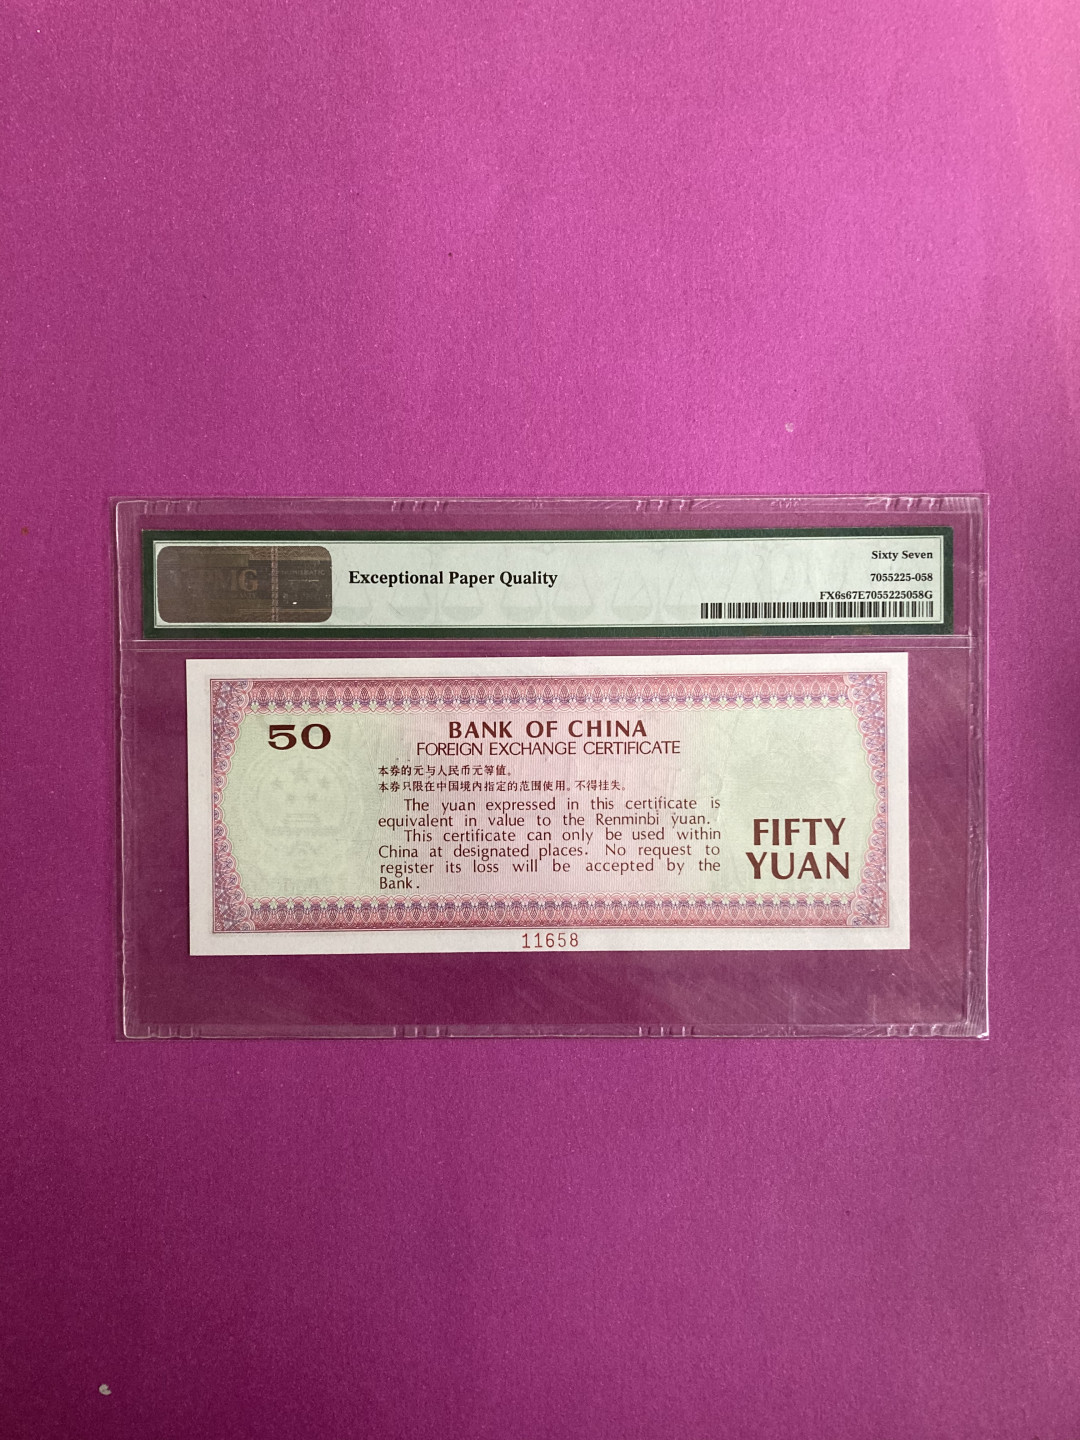 PMG
Exceptional Paper Quality
Sixty Seven
7055225-058
FX6s67E7055225058G
50
BANK OF CHINA
FOREIGN EXCHANGE CERTIFICATE
本券的元与人民币元等值。
本券只限在中国境内指定的范围使用。不得挂失。
The yuan expressed in this certificate is
equivalent in value to the Renminbi yuan.
This certificate can only be used within
China at designated places. No request to
register its loss will be accepted by the
Bank.
FIFTY
YUAN
11658